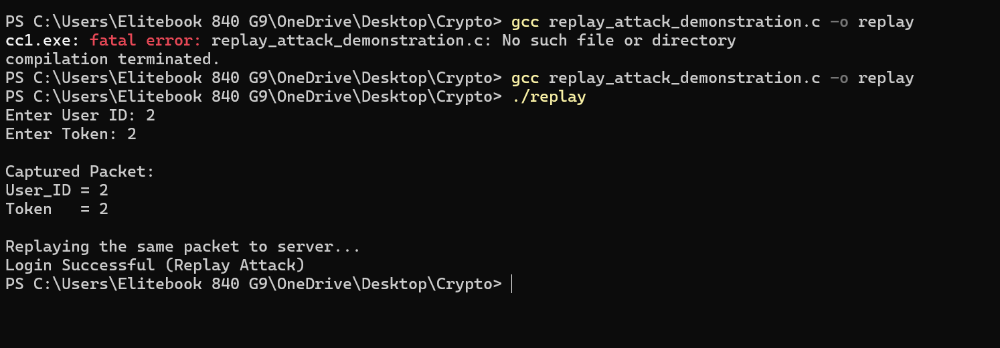 PS C:\Users\Elitebook 840 G9\OneDrive\Desktop\Crypto> gcc replay_attack_demonstration.c -o replay
cc1.exe: fatal error: replay_attack_demonstration.c: No such file or directory
compilation terminated.
PS C:\Users\Elitebook 840 G9\OneDrive\Desktop\Crypto> gcc replay_attack_demonstration.c -o replay
PS C:\Users\Elitebook 840 G9\OneDrive\Desktop\Crypto> ./replay
Enter User ID: 2
Enter Token: 2

Captured Packet:
User_ID = 2
Token   = 2

Replaying the same packet to server...
Login Successful (Replay Attack)
PS C:\Users\Elitebook 840 G9\OneDrive\Desktop\Crypto>